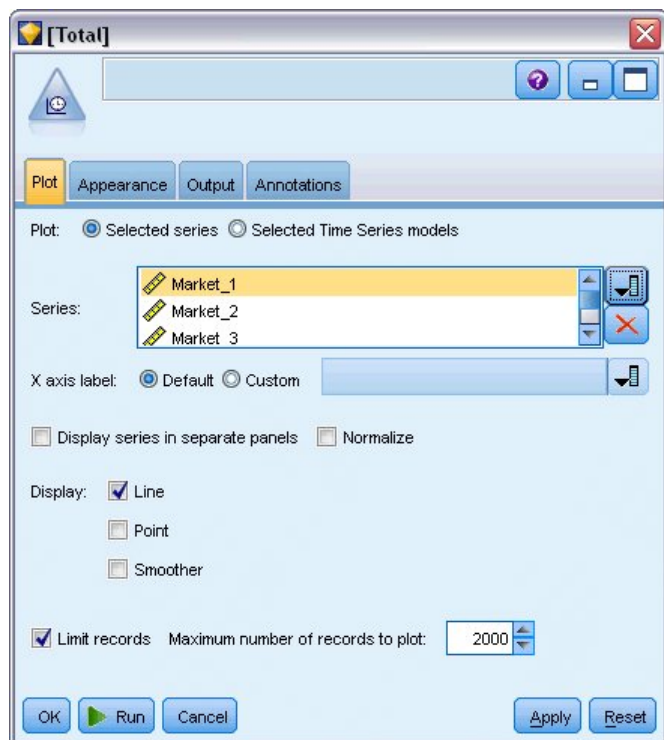 [Total]
Plot Appearance Output Annotations
Plot: Selected series Selected Time Series models
Series:
Market_1
Market_2
Market_3
X axis label: Default Custom
Display series in separate panels Normalize
Display: Line
Point
Smoother
Limit records Maximum number of records to plot: 2000
OK Run Cancel Apply Reset